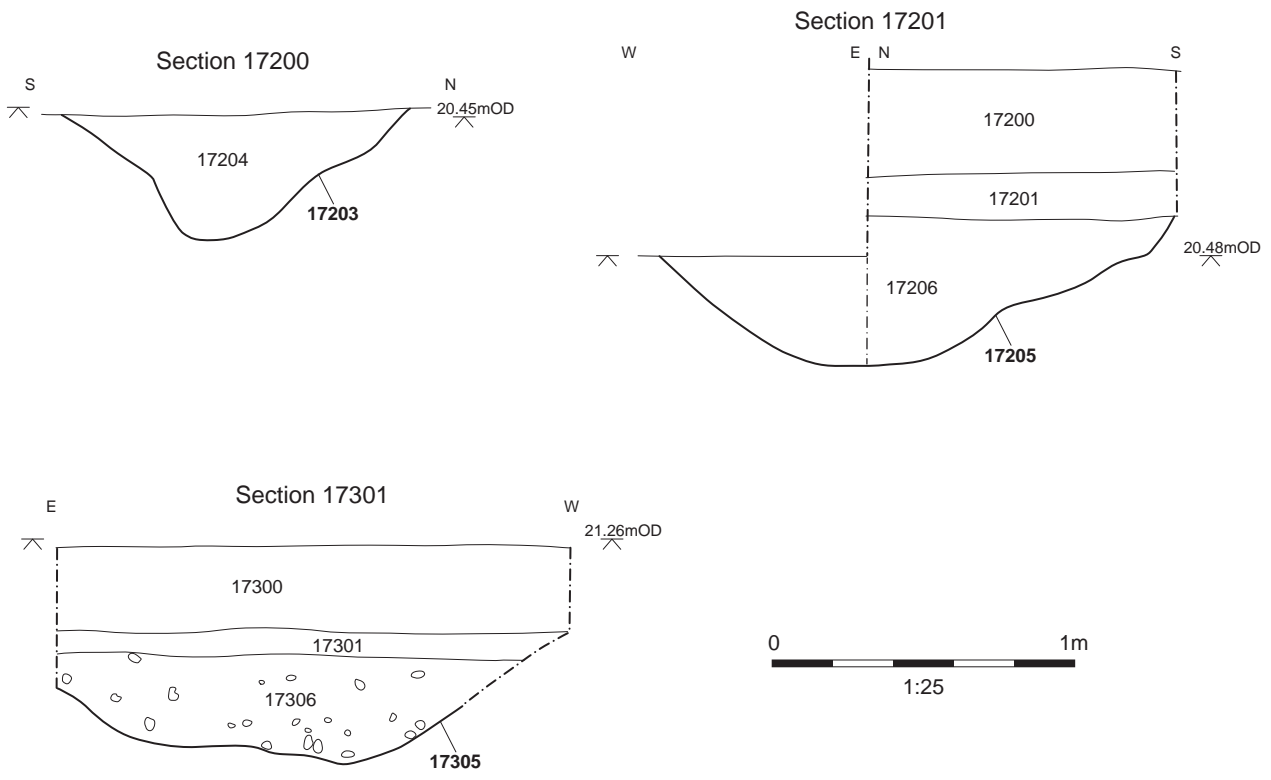 Section 17200
S N
20.45mOD
17204
17203
Section 17201
W E N S
17200
17201
20.48mOD
17206
17205
Section 17301
E W
21.26mOD
17300
17301
17306
17305
0 1m
1:25